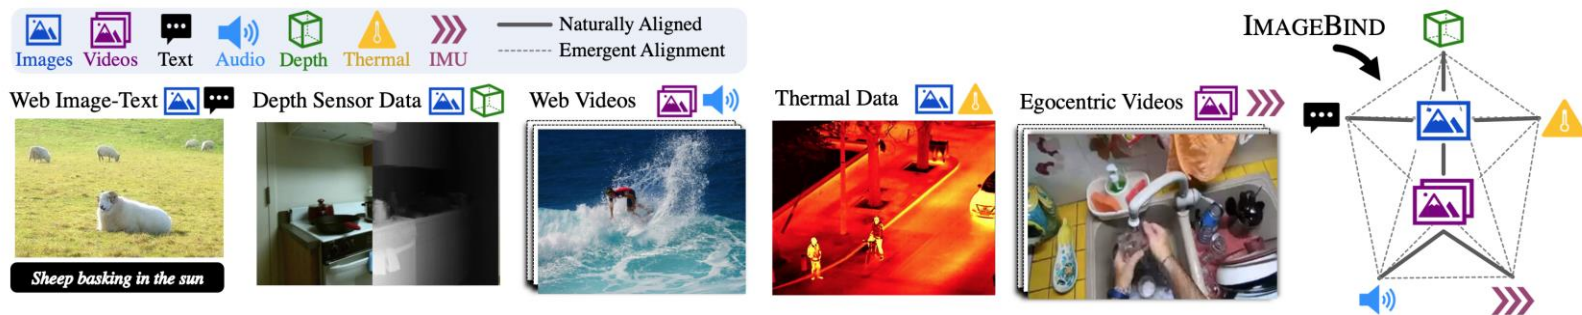 Images Videos Text Audio Depth Thermal IMU
Naturally Aligned
Emergent Alignment
IMAGEBIND
Web Image-Text
Depth Sensor Data
Web Videos
Thermal Data
Egocentric Videos
Sheep basking in the sun